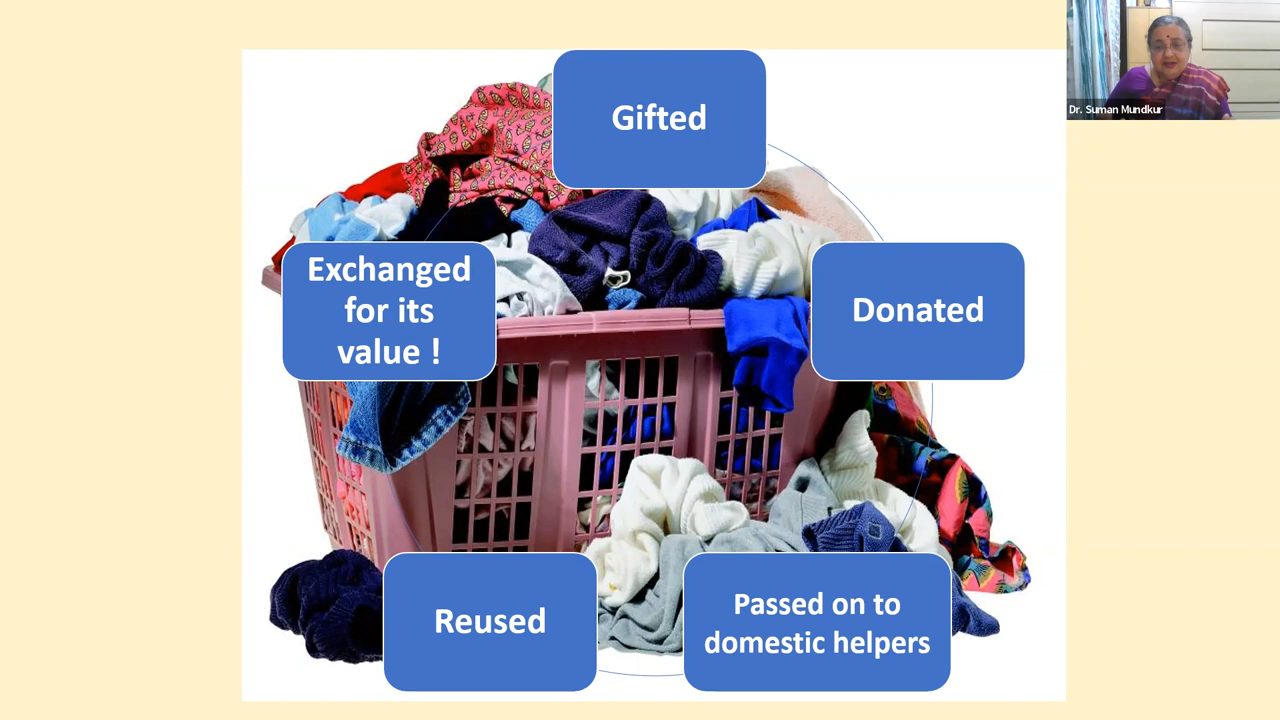 Gifted
Dr. Suman Mundkur
Exchanged
for its
value !
Donated
Reused
Passed on to
domestic helpers